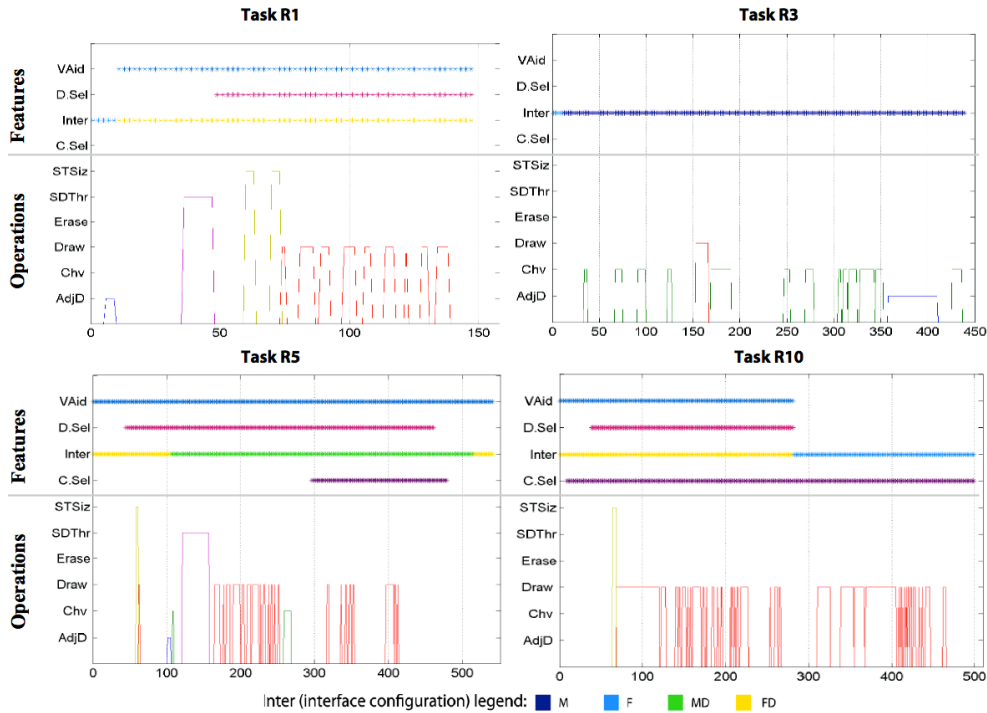 Task R1
Task R3
Features
VAid
D.Sel
Inter
C.Sel
VAid
D.Sel
Inter
C.Sel
Operations
STSiz
SDThr
Erase
Draw
Chv
AdjD
STSiz
SDThr
Erase
Draw
Chv
AdjD
0 50 100 150
0 50 100 150 200 250 300 350 400 450
Task R5
Task R10
Features
VAid
D.Sel
Inter
C.Sel
VAid
D.Sel
Inter
C.Sel
Operations
STSiz
SDThr
Erase
Draw
Chv
AdjD
STSiz
SDThr
Erase
Draw
Chv
AdjD
0 100 200 300 400 500
0 100 200 300 400 500
Inter (interface configuration) legend: M F MD FD